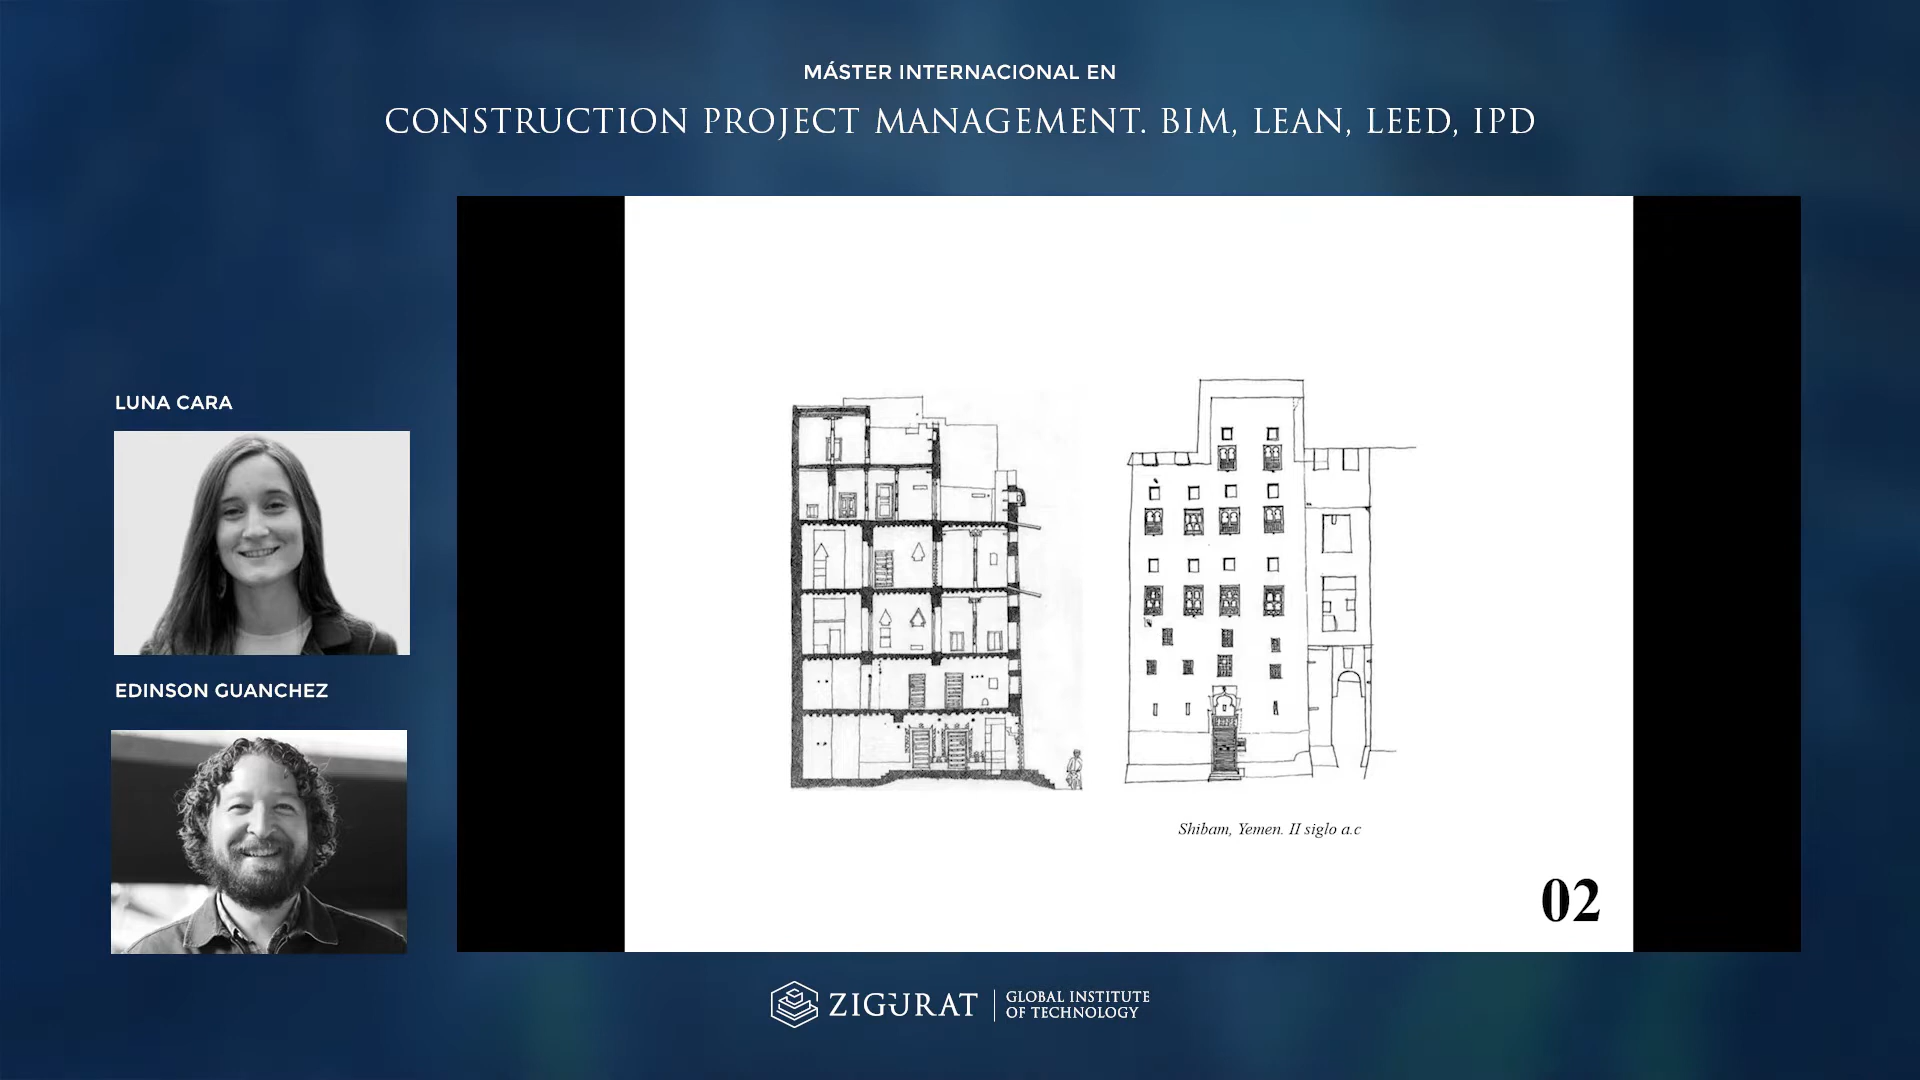 MÁSTER INTERNACIONAL EN
CONSTRUCTION PROJECT MANAGEMENT. BIM, LEAN, LEED, IPD
LUNA CARA
EDINSON GUANCHEZ
Shibam, Yemen. II siglo a.c
02
ZIGURAT
GLOBAL INSTITUTE
OF TECHNOLOGY